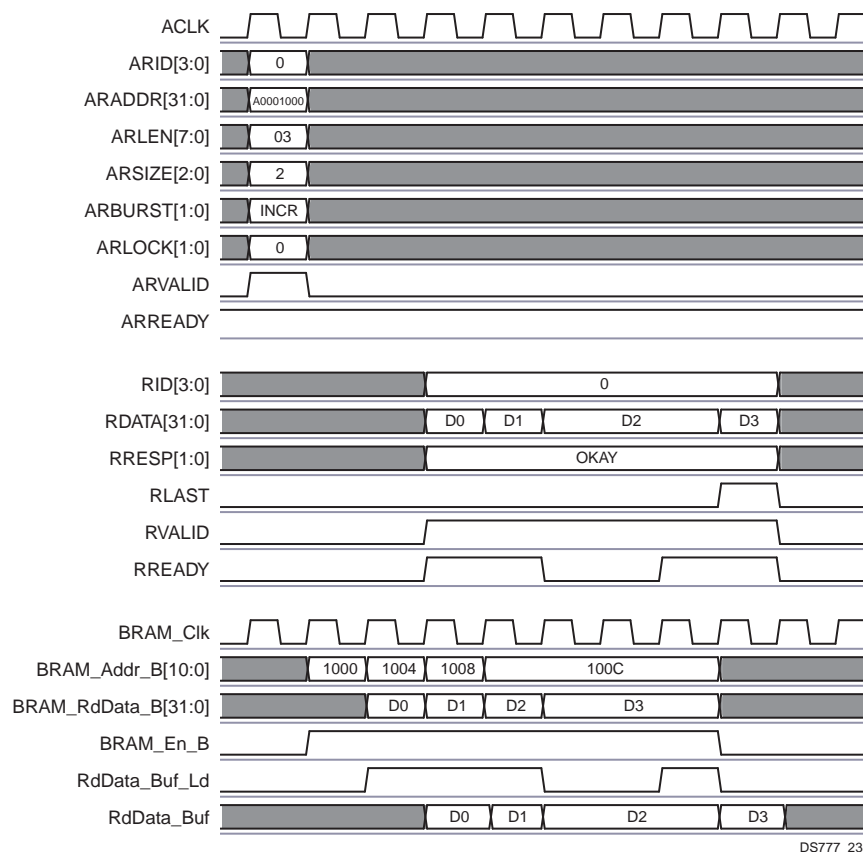 ACLK
ARID[3:0] 0
ARADDR[31:0] A0001000
ARLEN[7:0] 03
ARSIZE[2:0] 2
ARBURST[1:0] INCR
ARLOCK[1:0] 0
ARVALID
ARREADY
RID[3:0] 0
RDATA[31:0] D0 D1 D2 D3
RRESP[1:0] OKAY
RLAST
RVALID
RREADY
BRAM_Clk
BRAM_Addr_B[10:0] 1000 1004 1008 100C
BRAM_RdData_B[31:0] D0 D1 D2 D3
BRAM_En_B
RdData_Buf_Ld
RdData_Buf D0 D1 D2 D3
DS777_23